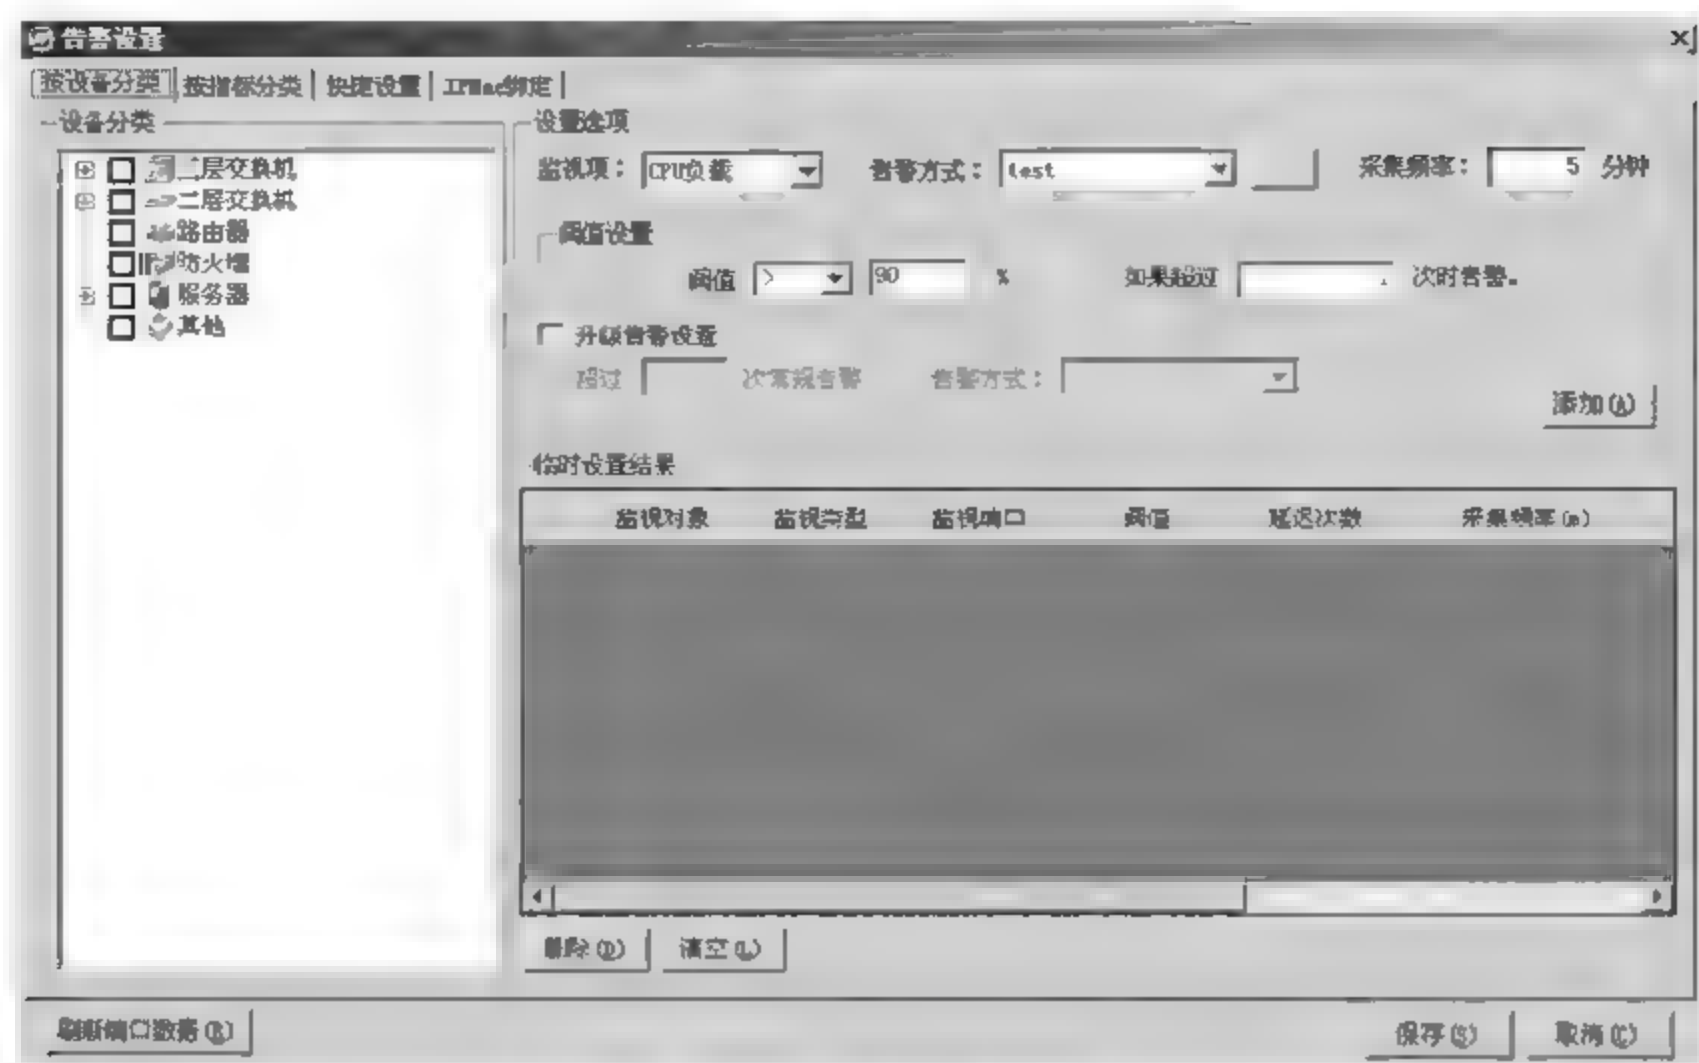 告警设置
按设备分类 按指标分类 快捷设置 IPMac绑定
设备分类
三层交换机
二层交换机
路由器
防火墙
服务器
其他
设置选项
监视项： CPU负载 告警方式： test 采集频率： 5 分钟
阈值设置
阈值 > 90 % 如果超过 次时告警。
升级告警设置
超过 次常规告警 告警方式：
添加(A)
临时设置结果
监视对象 监视类型 监视端口 阈值 延迟次数 采集频率(m)
删除(D) 清空(L)
刷新端口数据(R) 保存(S) 取消(C)